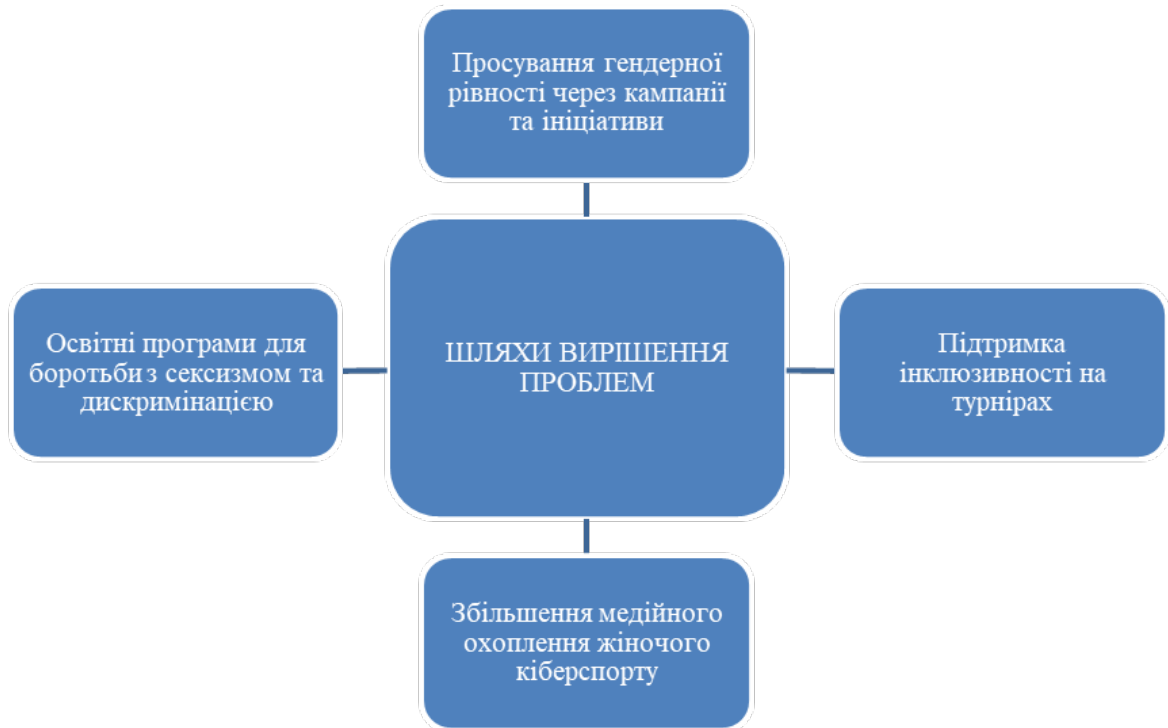 Просування гендерної
рівності через кампанії
та ініціативи
Освітні програми для
боротьби з сексизмом та
дискримінацією
ШЛЯХИ ВИРІШЕННЯ
ПРОБЛЕМ
Підтримка
інклюзивності на
турнірах
Збільшення медійного
охоплення жіночого
кіберспорту